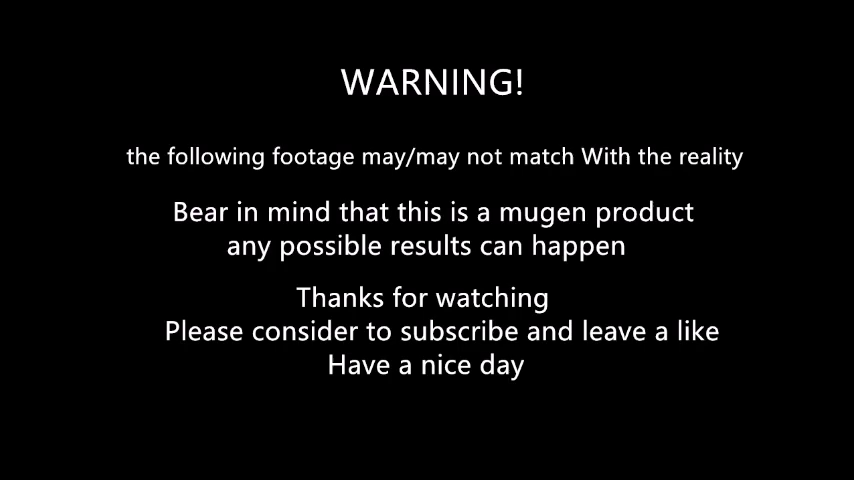 WARNING!
the following footage may/may not match With the reality
Bear in mind that this is a mugen product
any possible results can happen
Thanks for watching
Please consider to subscribe and leave a like
Have a nice day